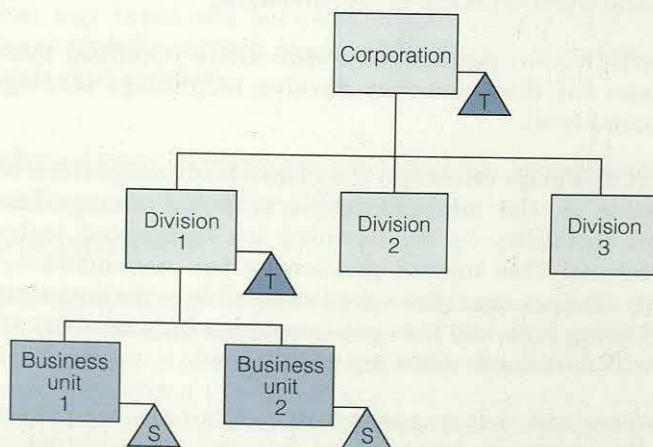 Corporation
T
Division
1
Division
2
Division
3
T
Business
unit
1
Business
unit
2
S
S